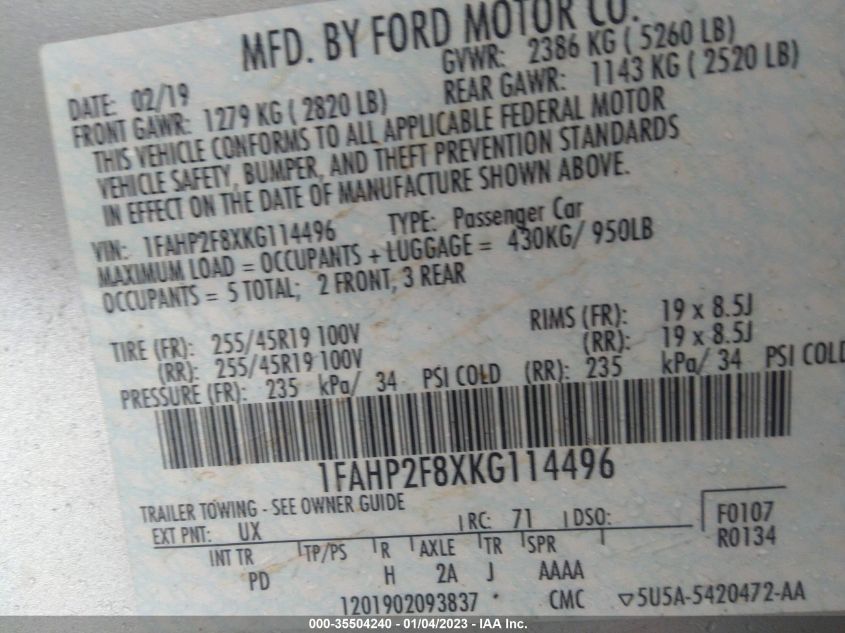 MFD. BY FORD MOTOR CO.
DATE: 02/19 GVWR: 2386 KG ( 5260 LB)
FRONT GAWR: 1279 KG ( 2820 LB) REAR GAWR: 1143 KG ( 2520 LB)
THIS VEHICLE CONFORMS TO ALL APPLICABLE FEDERAL MOTOR
VEHICLE SAFETY, BUMPER, AND THEFT PREVENTION STANDARDS
IN EFFECT ON THE DATE OF MANUFACTURE SHOWN ABOVE.
VIN: 1FAHP2F8XKG114496 TYPE: Passenger Car
MAXIMUM LOAD = OCCUPANTS + LUGGAGE = 430KG/ 950LB
OCCUPANTS = 5 TOTAL; 2 FRONT, 3 REAR
TIRE (FR): 255/45R19 100V RIMS (FR): 19 x 8.5J
(RR): 255/45R19 100V (RR): 19 x 8.5J
PRESSURE (FR): 235 kPa/ 34 PSI COLD (RR): 235 kPa/ 34 PSI COLD
1FAHP2F8XKG114496
TRAILER TOWING - SEE OWNER GUIDE
EXT PNT: UX RC: 71 DSO: F0107
INT TR TP/PS R AXLE TR SPR R0134
PD H 2A J AAAA
1201902093837 * CMC ▽5U5A-5420472-AA
000-35504240 - 01/04/2023 - IAA Inc.